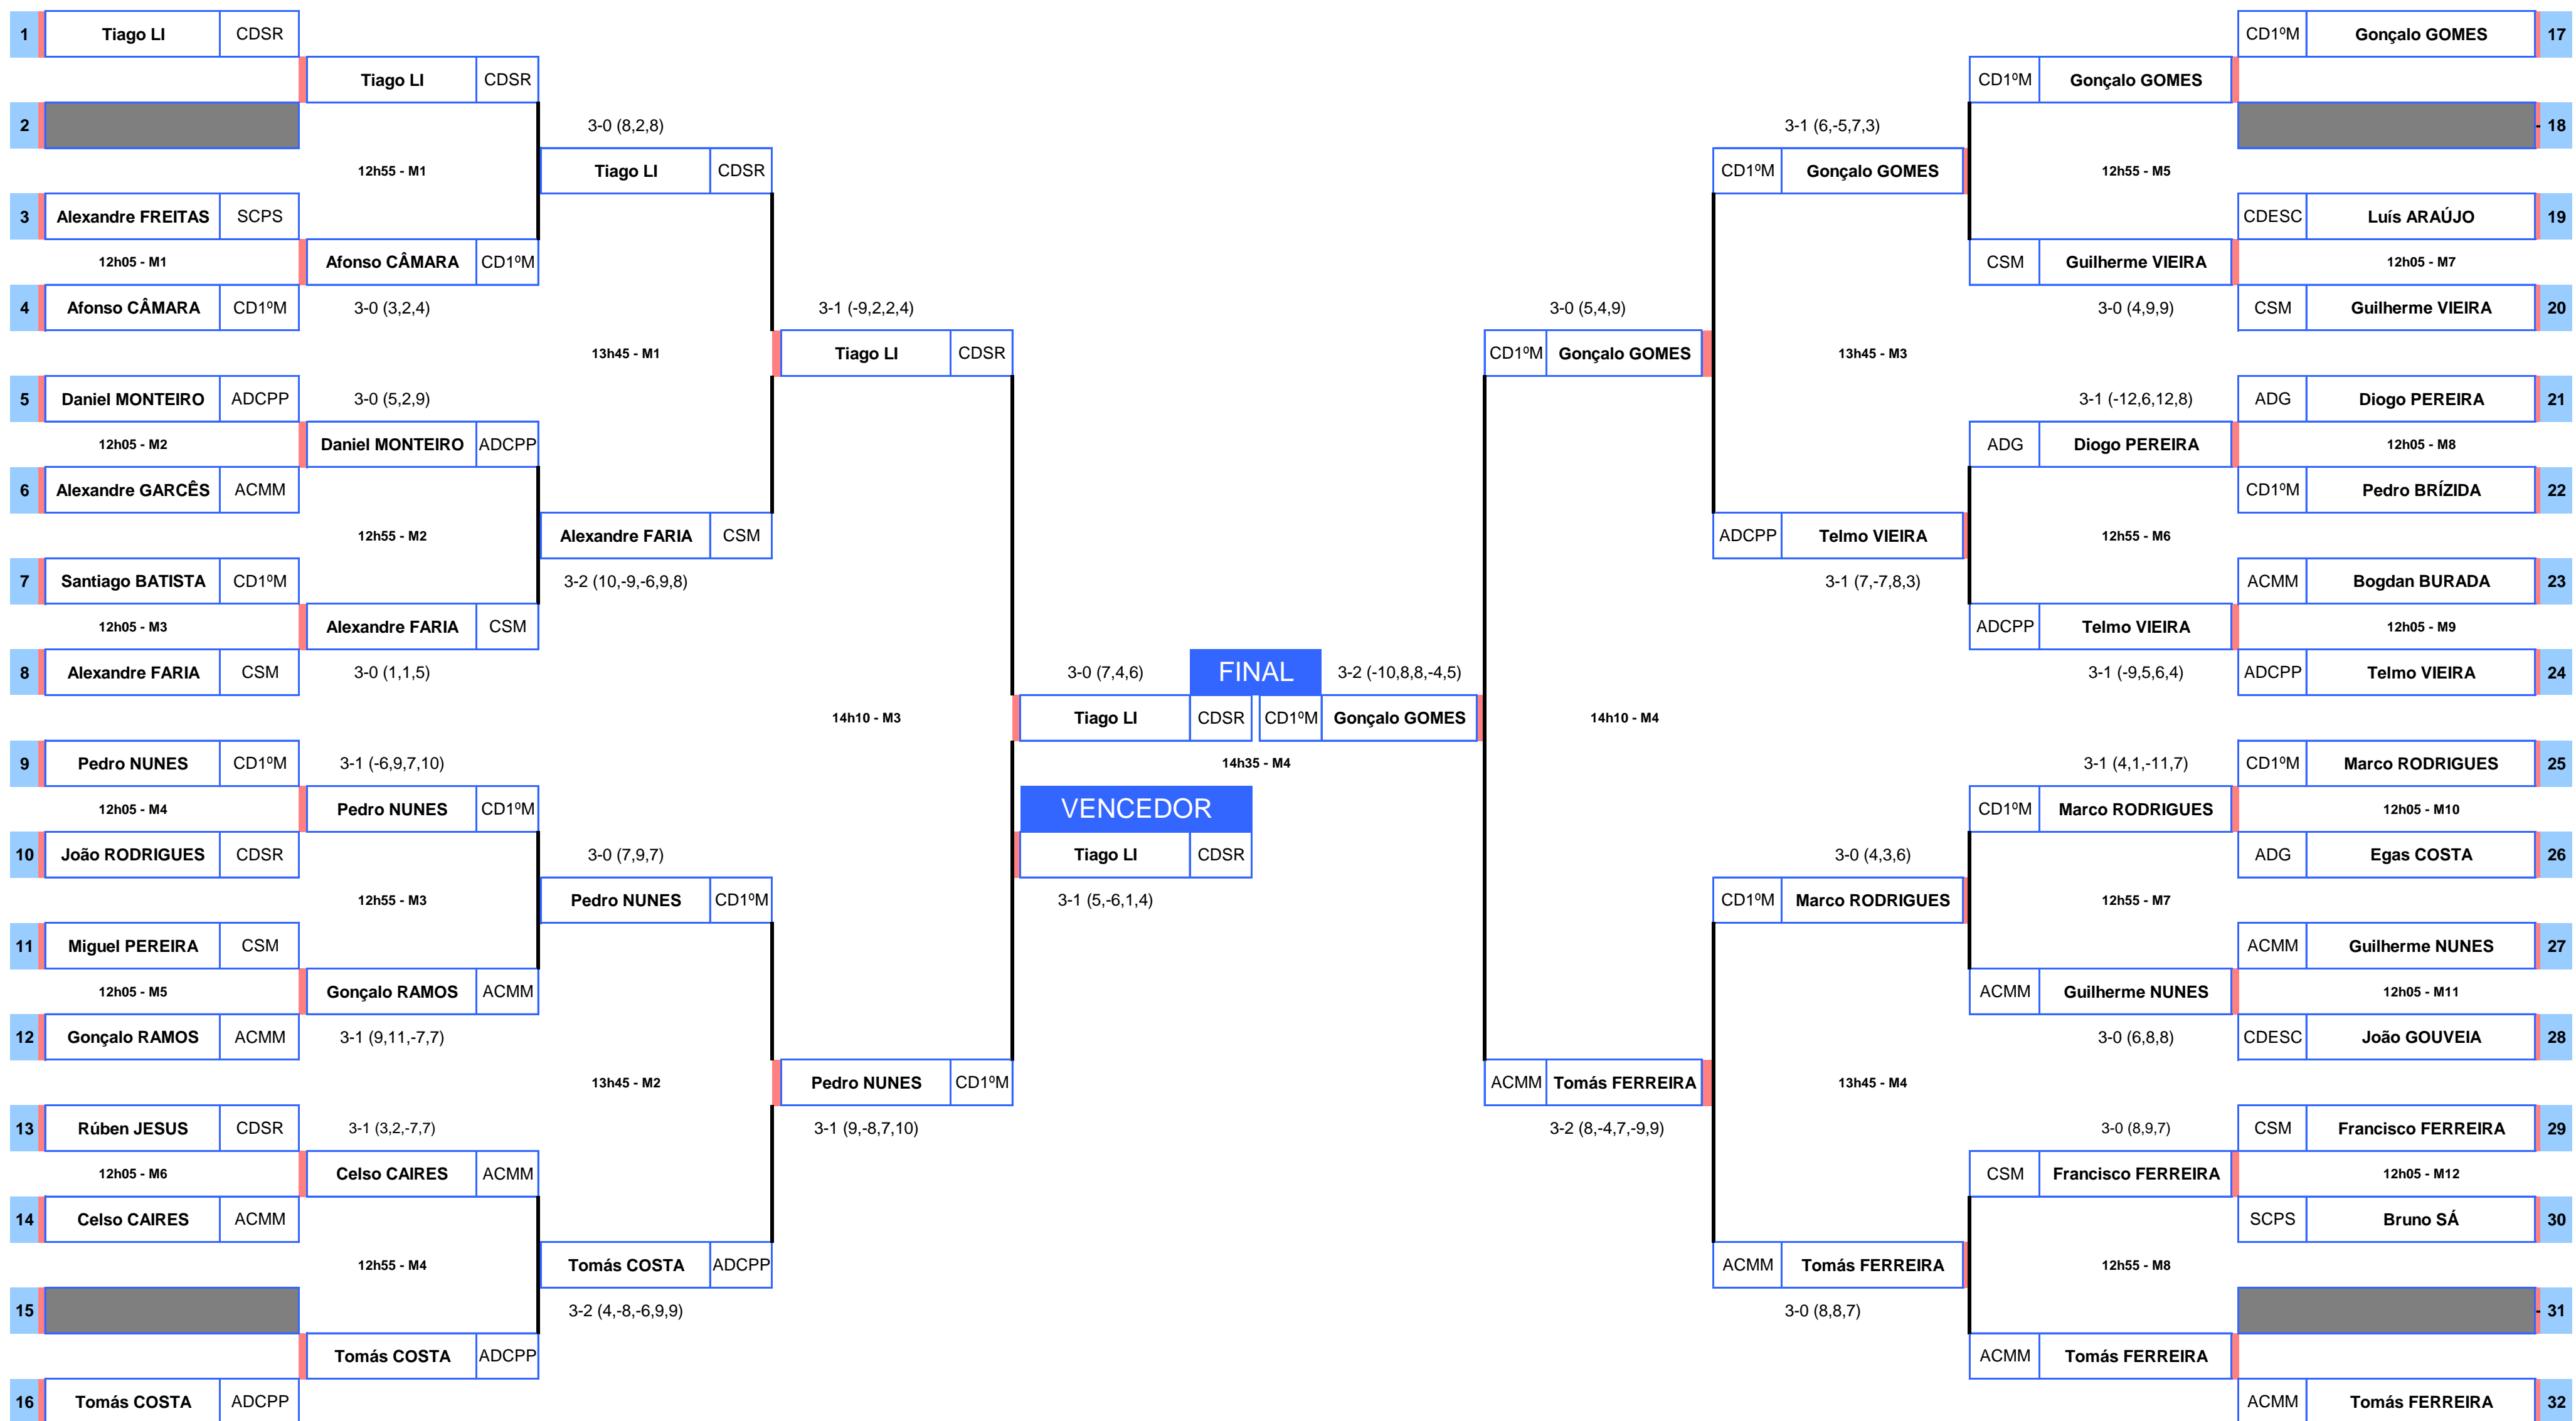 1 Tiago LI CDSR CD1ºM Gonçalo GOMES 17
Tiago LI CDSR CD1ºM Gonçalo GOMES
2 3-0 (8,2,8) 3-1 (6,-5,7,3) - 18
12h55 - M1 Tiago LI CDSR CD1ºM Gonçalo GOMES 12h55 - M5
3 Alexandre FREITAS SCPS CDESC Luís ARAÚJO 19
12h05 - M1 Afonso CÂMARA CD1ºM CSM Guilherme VIEIRA 12h05 - M7
4 Afonso CÂMARA CD1ºM 3-0 (3,2,4) 3-1 (-9,2,2,4) 3-0 (5,4,9) 3-0 (4,9,9) CSM Guilherme VIEIRA 20
13h45 - M1 Tiago LI CDSR CD1ºM Gonçalo GOMES 13h45 - M3
5 Daniel MONTEIRO ADCPP 3-0 (5,2,9) 3-1 (-12,6,12,8) ADG Diogo PEREIRA 21
12h05 - M2 Daniel MONTEIRO ADCPP ADG Diogo PEREIRA 12h05 - M8
6 Alexandre GARCÊS ACMM CD1ºM Pedro BRÍZIDA 22
12h55 - M2 Alexandre FARIA CSM ADCPP Telmo VIEIRA 12h55 - M6
7 Santiago BATISTA CD1ºM 3-2 (10,-9,-6,9,8) 3-1 (7,-7,8,3) ACMM Bogdan BURADA 23
12h05 - M3 Alexandre FARIA CSM ADCPP Telmo VIEIRA 12h05 - M9
8 Alexandre FARIA CSM 3-0 (1,1,5) 3-0 (7,4,6) FINAL 3-2 (-10,8,8,-4,5) 3-1 (-9,5,6,4) ADCPP Telmo VIEIRA 24
14h10 - M3 Tiago LI CDSR CD1ºM Gonçalo GOMES 14h10 - M4
9 Pedro NUNES CD1ºM 3-1 (-6,9,7,10) 14h35 - M4 3-1 (4,1,-11,7) CD1ºM Marco RODRIGUES 25
12h05 - M4 Pedro NUNES CD1ºM VENCEDOR CD1ºM Marco RODRIGUES 12h05 - M10
10 João RODRIGUES CDSR 3-0 (7,9,7) Tiago LI CDSR 3-0 (4,3,6) ADG Egas COSTA 26
12h55 - M3 Pedro NUNES CD1ºM 3-1 (5,-6,1,4) CD1ºM Marco RODRIGUES 12h55 - M7
11 Miguel PEREIRA CSM ACMM Guilherme NUNES 27
12h05 - M5 Gonçalo RAMOS ACMM ACMM Guilherme NUNES 12h05 - M11
12 Gonçalo RAMOS ACMM 3-1 (9,11,-7,7) 3-0 (6,8,8) CDESC João GOUVEIA 28
13h45 - M2 Pedro NUNES CD1ºM ACMM Tomás FERREIRA 13h45 - M4
13 Rúben JESUS CDSR 3-1 (3,2,-7,7) 3-1 (9,-8,7,10) 3-2 (8,-4,7,-9,9) 3-0 (8,9,7) CSM Francisco FERREIRA 29
12h05 - M6 Celso CAIRES ACMM CSM Francisco FERREIRA 12h05 - M12
14 Celso CAIRES ACMM SCPS Bruno SÁ 30
12h55 - M4 Tomás COSTA ADCPP ACMM Tomás FERREIRA 12h55 - M8
15 3-2 (4,-8,-6,9,9) 3-0 (8,8,7) - 31
Tomás COSTA ADCPP ACMM Tomás FERREIRA
16 Tomás COSTA ADCPP ACMM Tomás FERREIRA 32